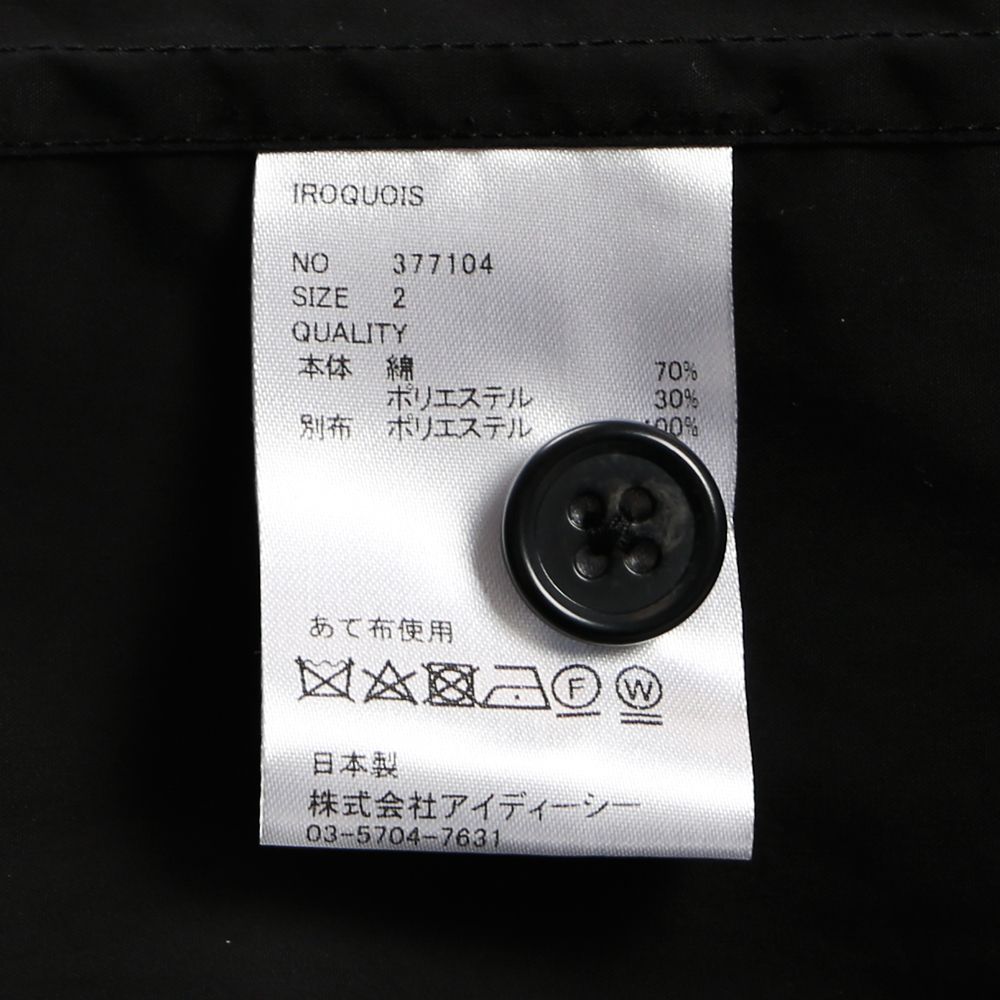 IROQUOIS
NO 377104
SIZE 2
QUALITY
本体 綿 70%
ポリエステル 30%
別布 ポリエステル 100%
あて布使用
F W
日本製
株式会社アイディーシー
03-5704-7631